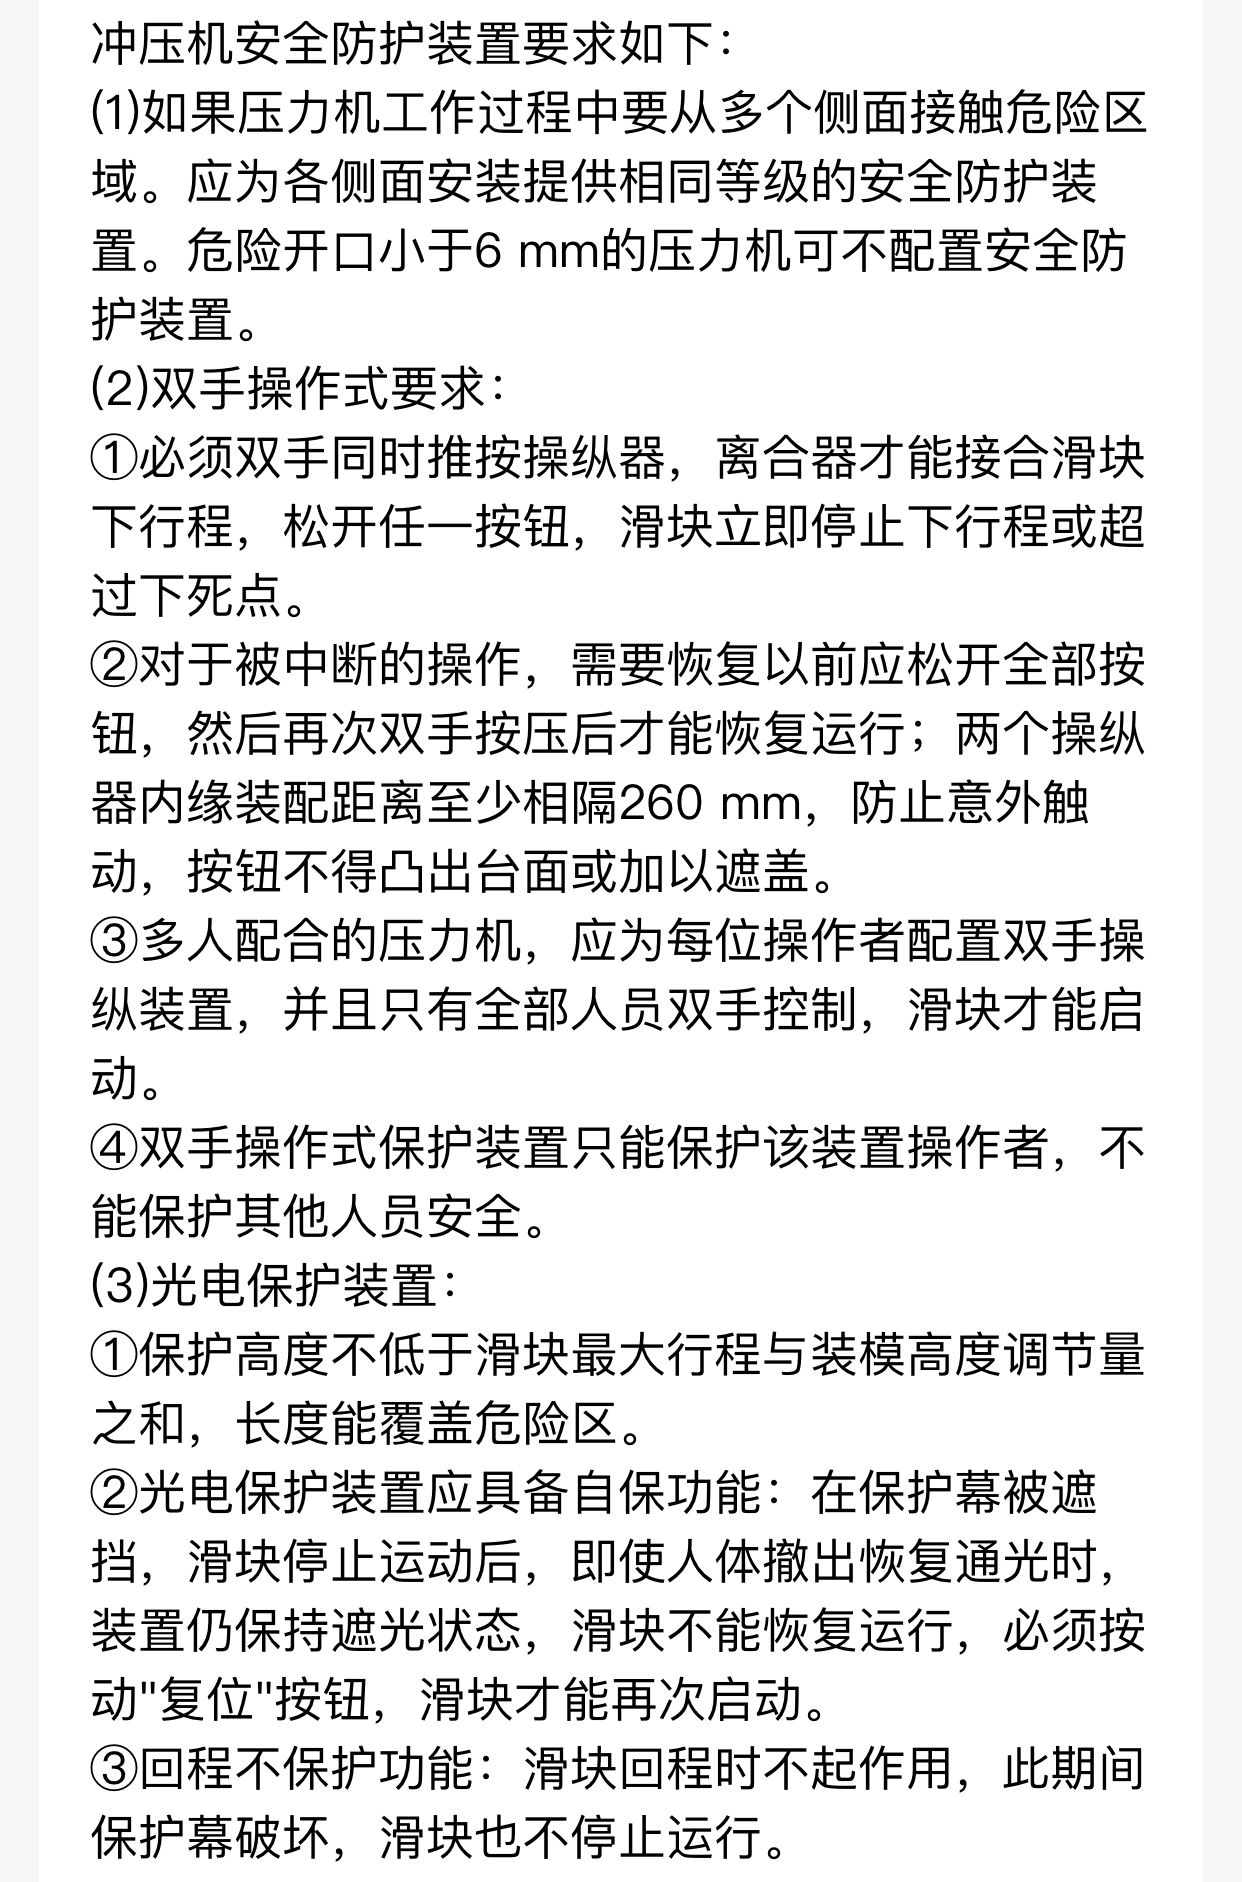 冲压机安全防护装置要求如下：
(1)如果压力机工作过程中要从多个侧面接触危险区
域。应为各侧面安装提供相同等级的安全防护装
置。危险开口小于6 mm的压力机可不配置安全防
护装置。
(2)双手操作式要求：
①必须双手同时推按操纵器，离合器才能接合滑块
下行程，松开任一按钮，滑块立即停止下行程或超
过下死点。
②对于被中断的操作，需要恢复以前应松开全部按
钮，然后再次双手按压后才能恢复运行；两个操纵
器内缘装配距离至少相隔260 mm，防止意外触
动，按钮不得凸出台面或加以遮盖。
③多人配合的压力机，应为每位操作者配置双手操
纵装置，并且只有全部人员双手控制，滑块才能启
动。
④双手操作式保护装置只能保护该装置操作者，不
能保护其他人员安全。
(3)光电保护装置：
①保护高度不低于滑块最大行程与装模高度调节量
之和，长度能覆盖危险区。
②光电保护装置应具备自保功能：在保护幕被遮
挡，滑块停止运动后，即使人体撤出恢复通光时，
装置仍保持遮光状态，滑块不能恢复运行，必须按
动"复位"按钮，滑块才能再次启动。
③回程不保护功能：滑块回程时不起作用，此期间
保护幕破坏，滑块也不停止运行。